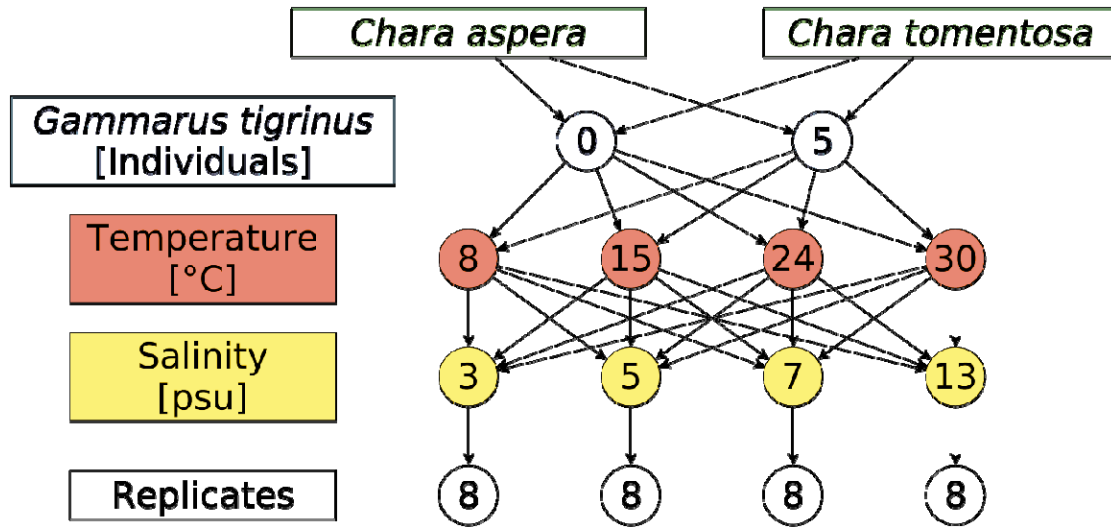 Chara aspera
Chara tomentosa
Gammarus tigrinus
[Individuals]
0
5
Temperature
[°C]
8
15
24
30
Salinity
[psu]
3
5
7
13
Replicates
8
8
8
8